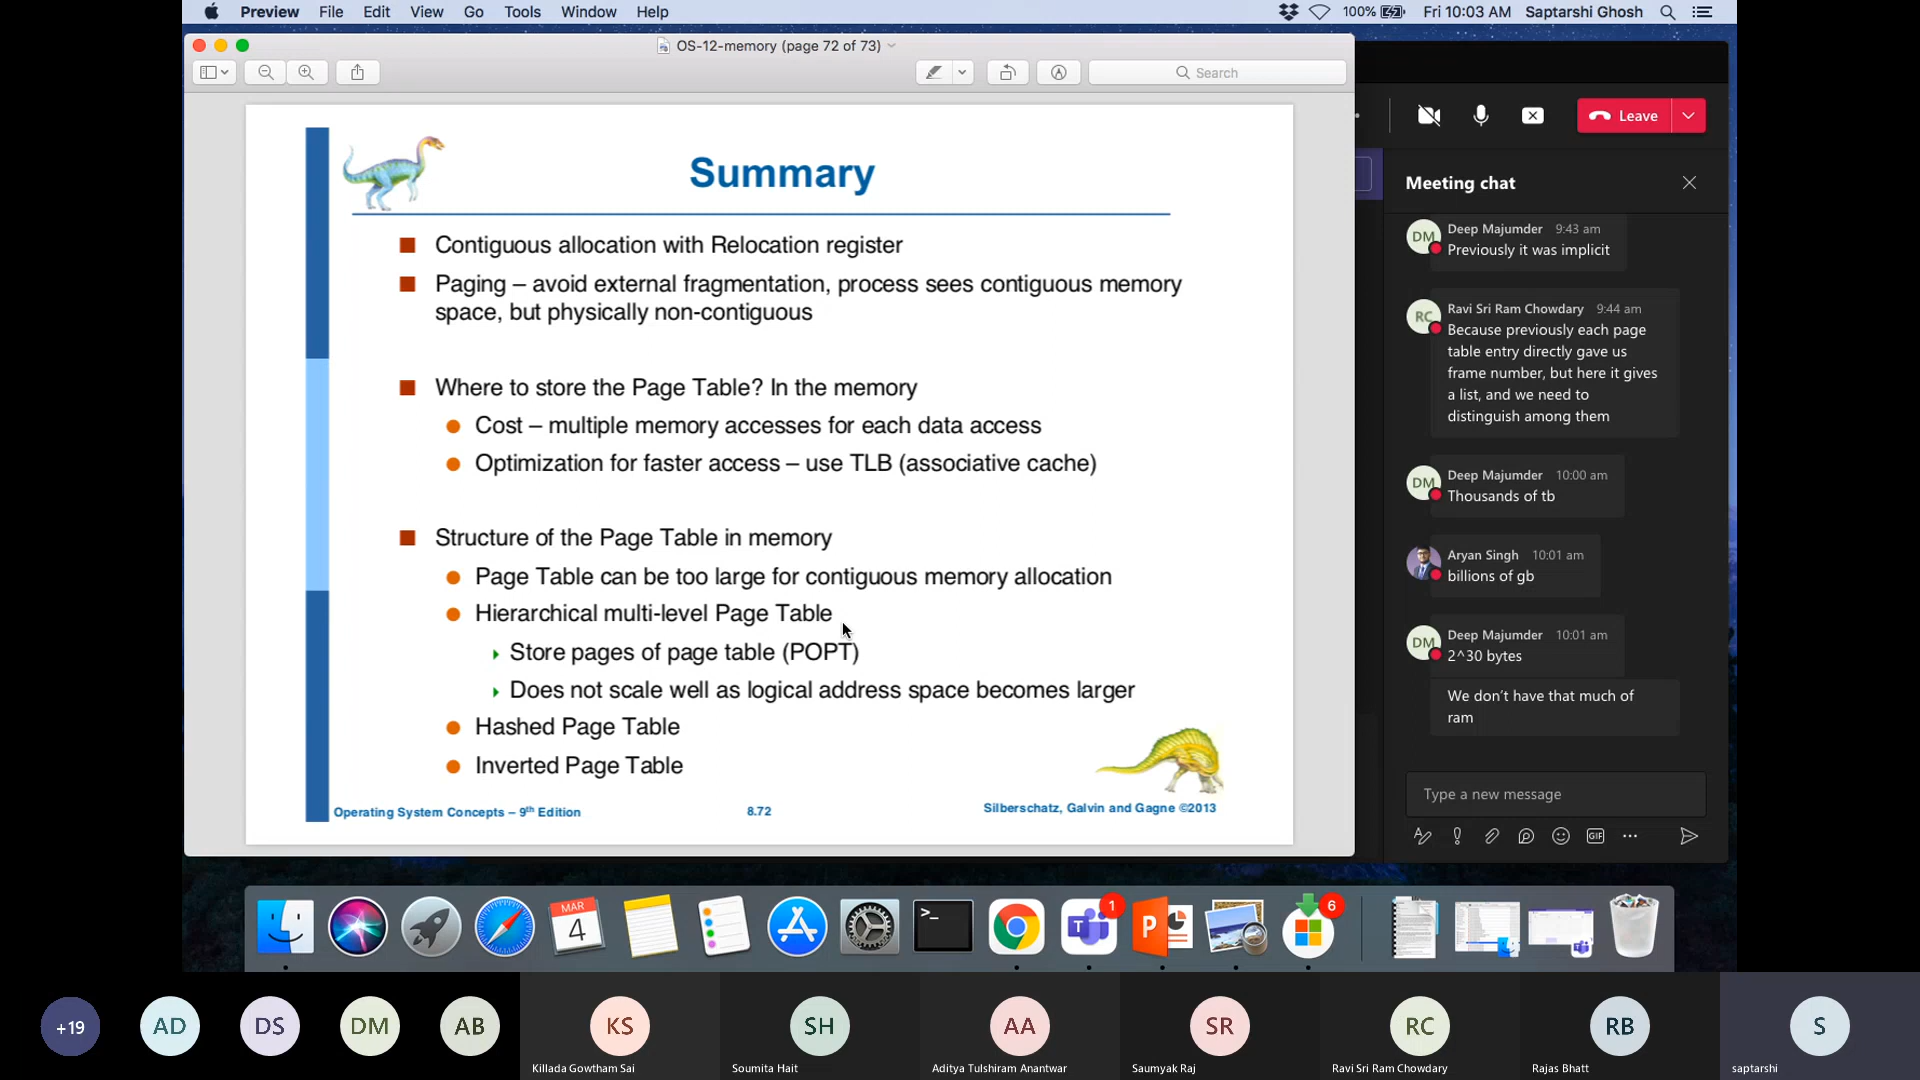 Preview File Edit View Go Tools Window Help
100% Fri 10:03 AM Saptarshi Ghosh
OS-12-memory (page 72 of 73)
Search
Summary
Contiguous allocation with Relocation register
Paging – avoid external fragmentation, process sees contiguous memory
space, but physically non-contiguous
Where to store the Page Table? In the memory
Cost – multiple memory accesses for each data access
Optimization for faster access – use TLB (associative cache)
Structure of the Page Table in memory
Page Table can be too large for contiguous memory allocation
Hierarchical multi-level Page Table
Store pages of page table (POPT)
Does not scale well as logical address space becomes larger
Hashed Page Table
Inverted Page Table
Operating System Concepts – 9th Edition
8.72
Silberschatz, Galvin and Gagne ©2013
Leave
Meeting chat
DM
Deep Majumder 9:43 am
Previously it was implicit
RC
Ravi Sri Ram Chowdary 9:44 am
Because previously each page
table entry directly gave us
frame number, but here it gives
a list, and we need to
distinguish among them
DM
Deep Majumder 10:00 am
Thousands of tb
Aryan Singh 10:01 am
billions of gb
DM
Deep Majumder 10:01 am
2^30 bytes
We don't have that much of
ram
Type a new message
GIF
MAR
4
>_
1
P
6
+19
AD
DS
DM
AB
KS
Killada Gowtham Sai
SH
Soumita Hait
AA
Aditya Tulshiram Anantwar
SR
Saumyak Raj
RC
Ravi Sri Ram Chowdary
RB
Rajas Bhatt
S
saptarshi